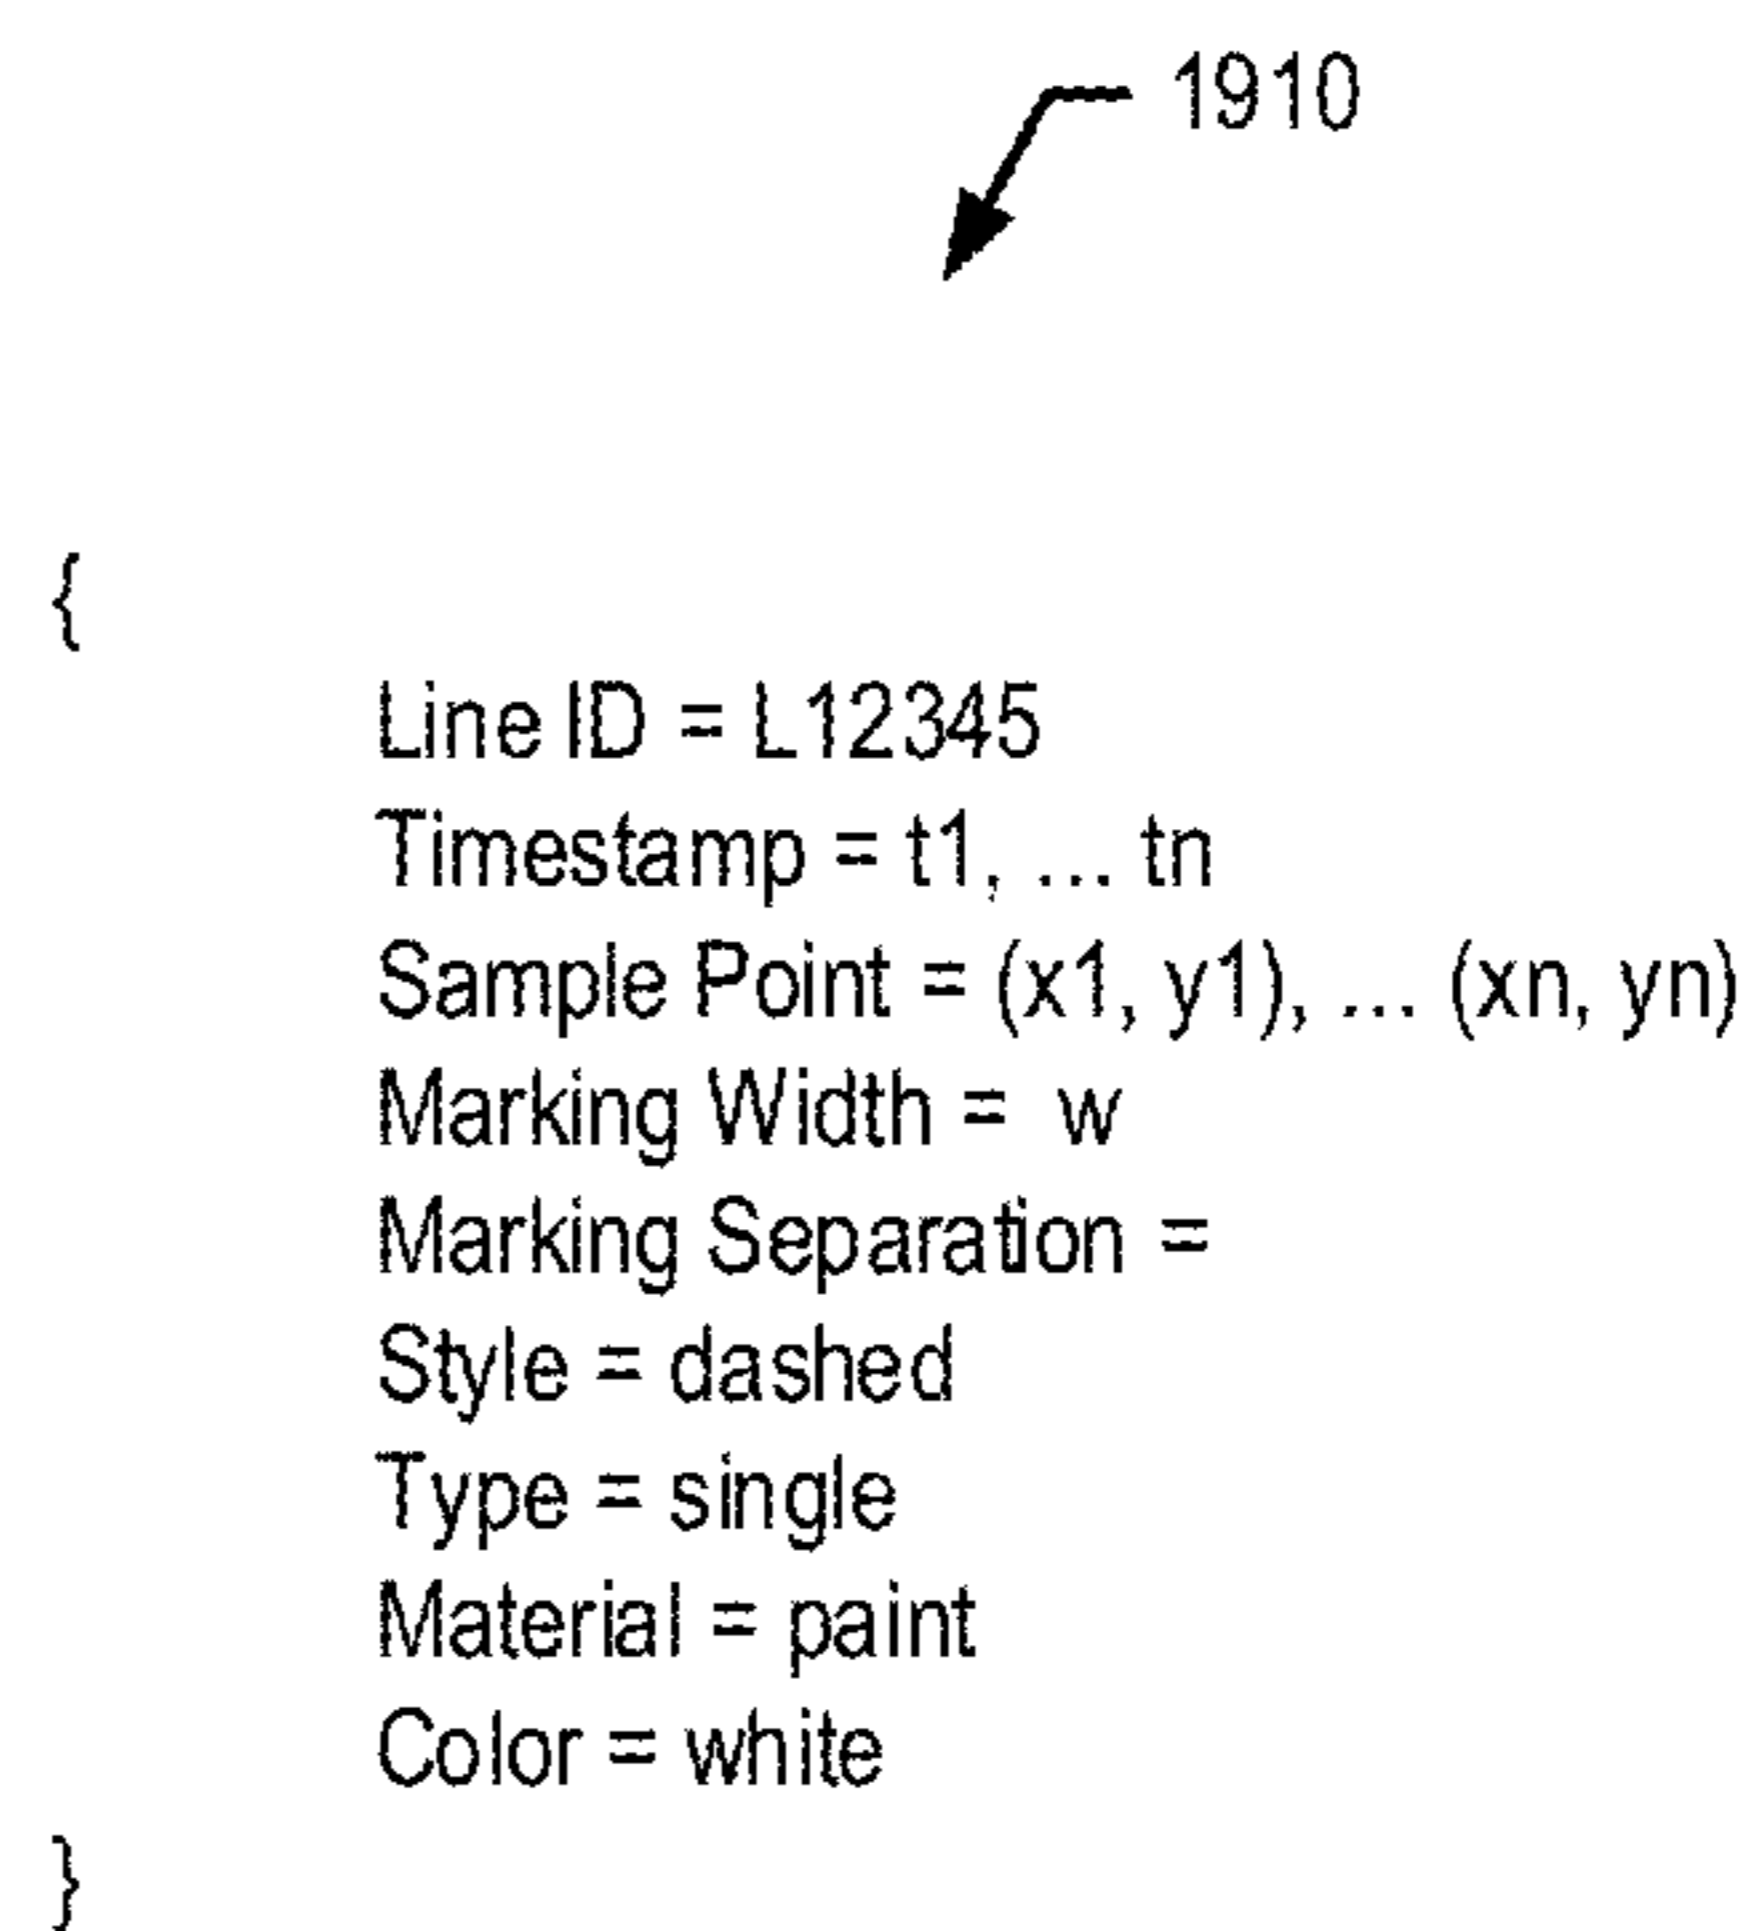 1910
{
Line ID = L12345
Timestamp = t1, ... tn
Sample Point = (x1, y1), ... (xn, yn)
Marking Width = w
Marking Separation =
Style = dashed
Type = single
Material = paint
Color = white
}